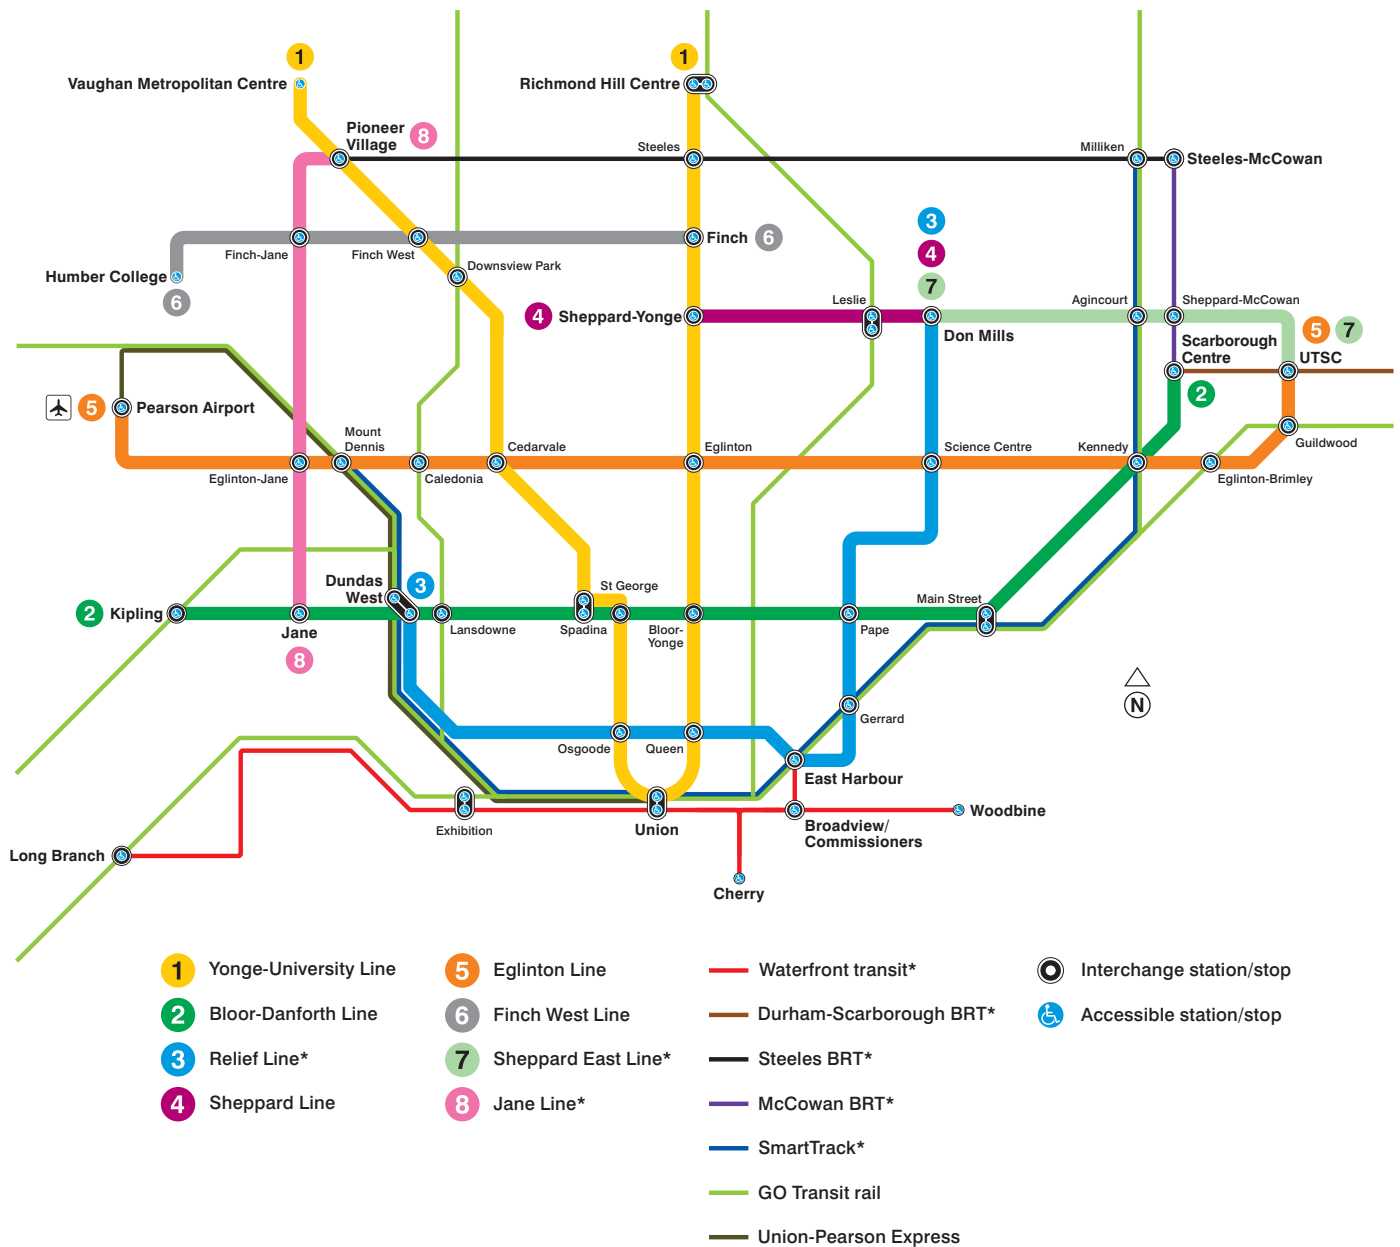 1
1
Vaughan Metropolitan Centre
Richmond Hill Centre
Pioneer
Village
8
Steeles
Milliken
Steeles-McCowan
3
4
7
Finch-Jane
Finch West
Finch
6
Humber College
6
Downsview Park
4
Sheppard-Yonge
Leslie
Don Mills
Agincourt
Sheppard-McCowan
5
7
Scarborough
Centre
UTSC
2
5
Pearson Airport
Mount
Dennis
Cedarvale
Eglinton
Science Centre
Kennedy
Guildwood
Eglinton-Jane
Caledonia
Eglinton-Brimley
Dundas
West
3
St George
Main Street
2
Kipling
Jane
8
Lansdowne
Spadina
Bloor-
Yonge
Pape
N
Gerrard
Osgoode
Queen
East Harbour
Exhibition
Union
Broadview/
Commissioners
Woodbine
Long Branch
Cherry
1
Yonge-University Line
2
Bloor-Danforth Line
3
Relief Line*
4
Sheppard Line
5
Eglinton Line
6
Finch West Line
7
Sheppard East Line*
8
Jane Line*
Waterfront transit*
Durham-Scarborough BRT*
Steeles BRT*
McCowan BRT*
SmartTrack*
GO Transit rail
Union-Pearson Express
Interchange station/stop
Accessible station/stop